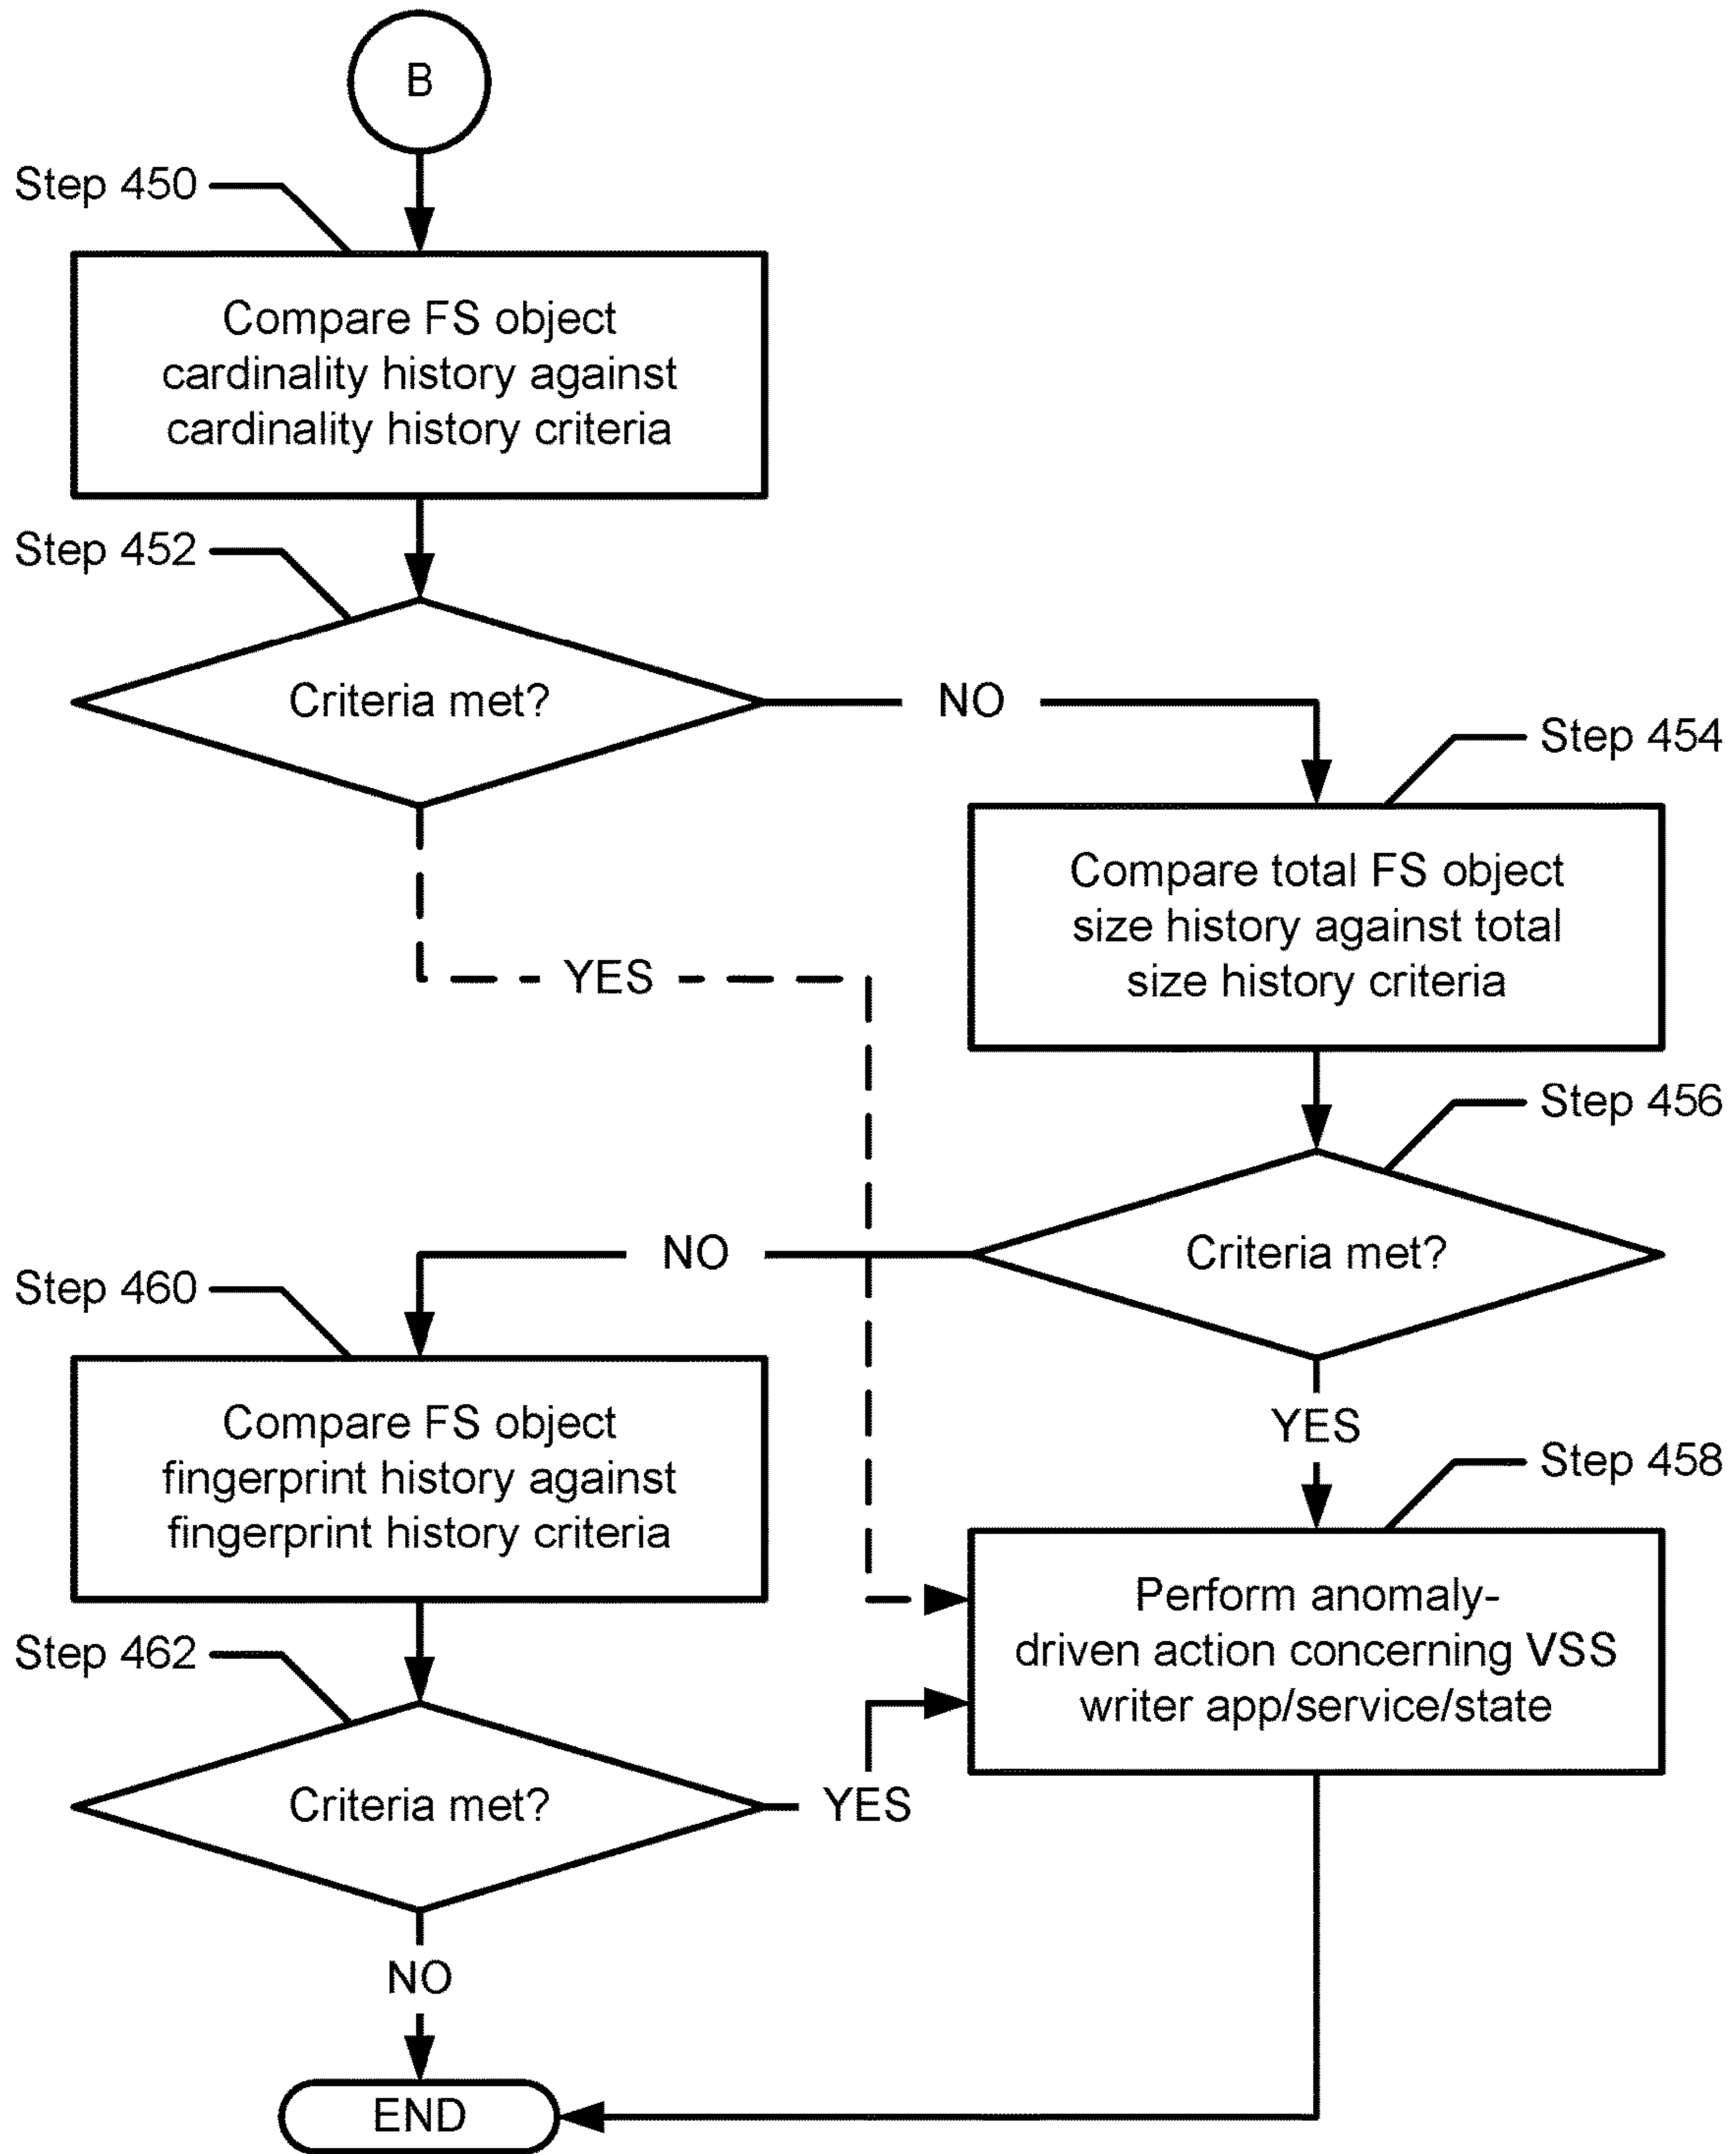 B
Step 450
Compare FS object
cardinality history against
cardinality history criteria
Step 452
Criteria met?
NO
Step 454
Compare total FS object
size history against total
size history criteria
YES
Step 456
Criteria met?
NO
Step 460
Compare FS object
fingerprint history against
fingerprint history criteria
YES
Step 458
Perform anomaly-
driven action concerning VSS
writer app/service/state
Step 462
Criteria met?
YES
NO
END